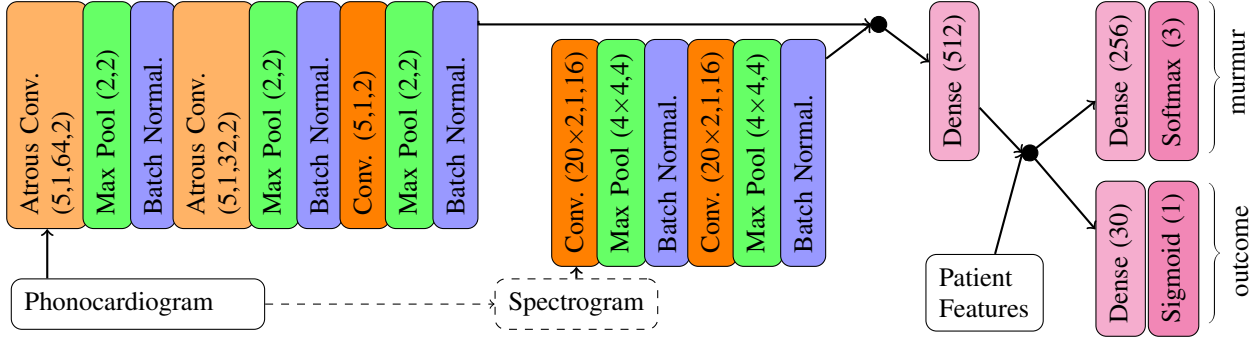 Atrous Conv.
(5,1,64,2)
Max Pool (2,2)
Batch Normal.
Atrous Conv.
(5,1,32,2)
Max Pool (2,2)
Batch Normal.
Conv. (5,1,2)
Max Pool (2,2)
Batch Normal.
Conv. (20×2,1,16)
Max Pool (4×4,4)
Batch Normal.
Conv. (20×2,1,16)
Max Pool (4×4,4)
Batch Normal.
Dense (512)
Dense (256)
Softmax (3)
murmur
Dense (30)
Sigmoid (1)
outcome
Phonocardiogram
Spectrogram
Patient
Features